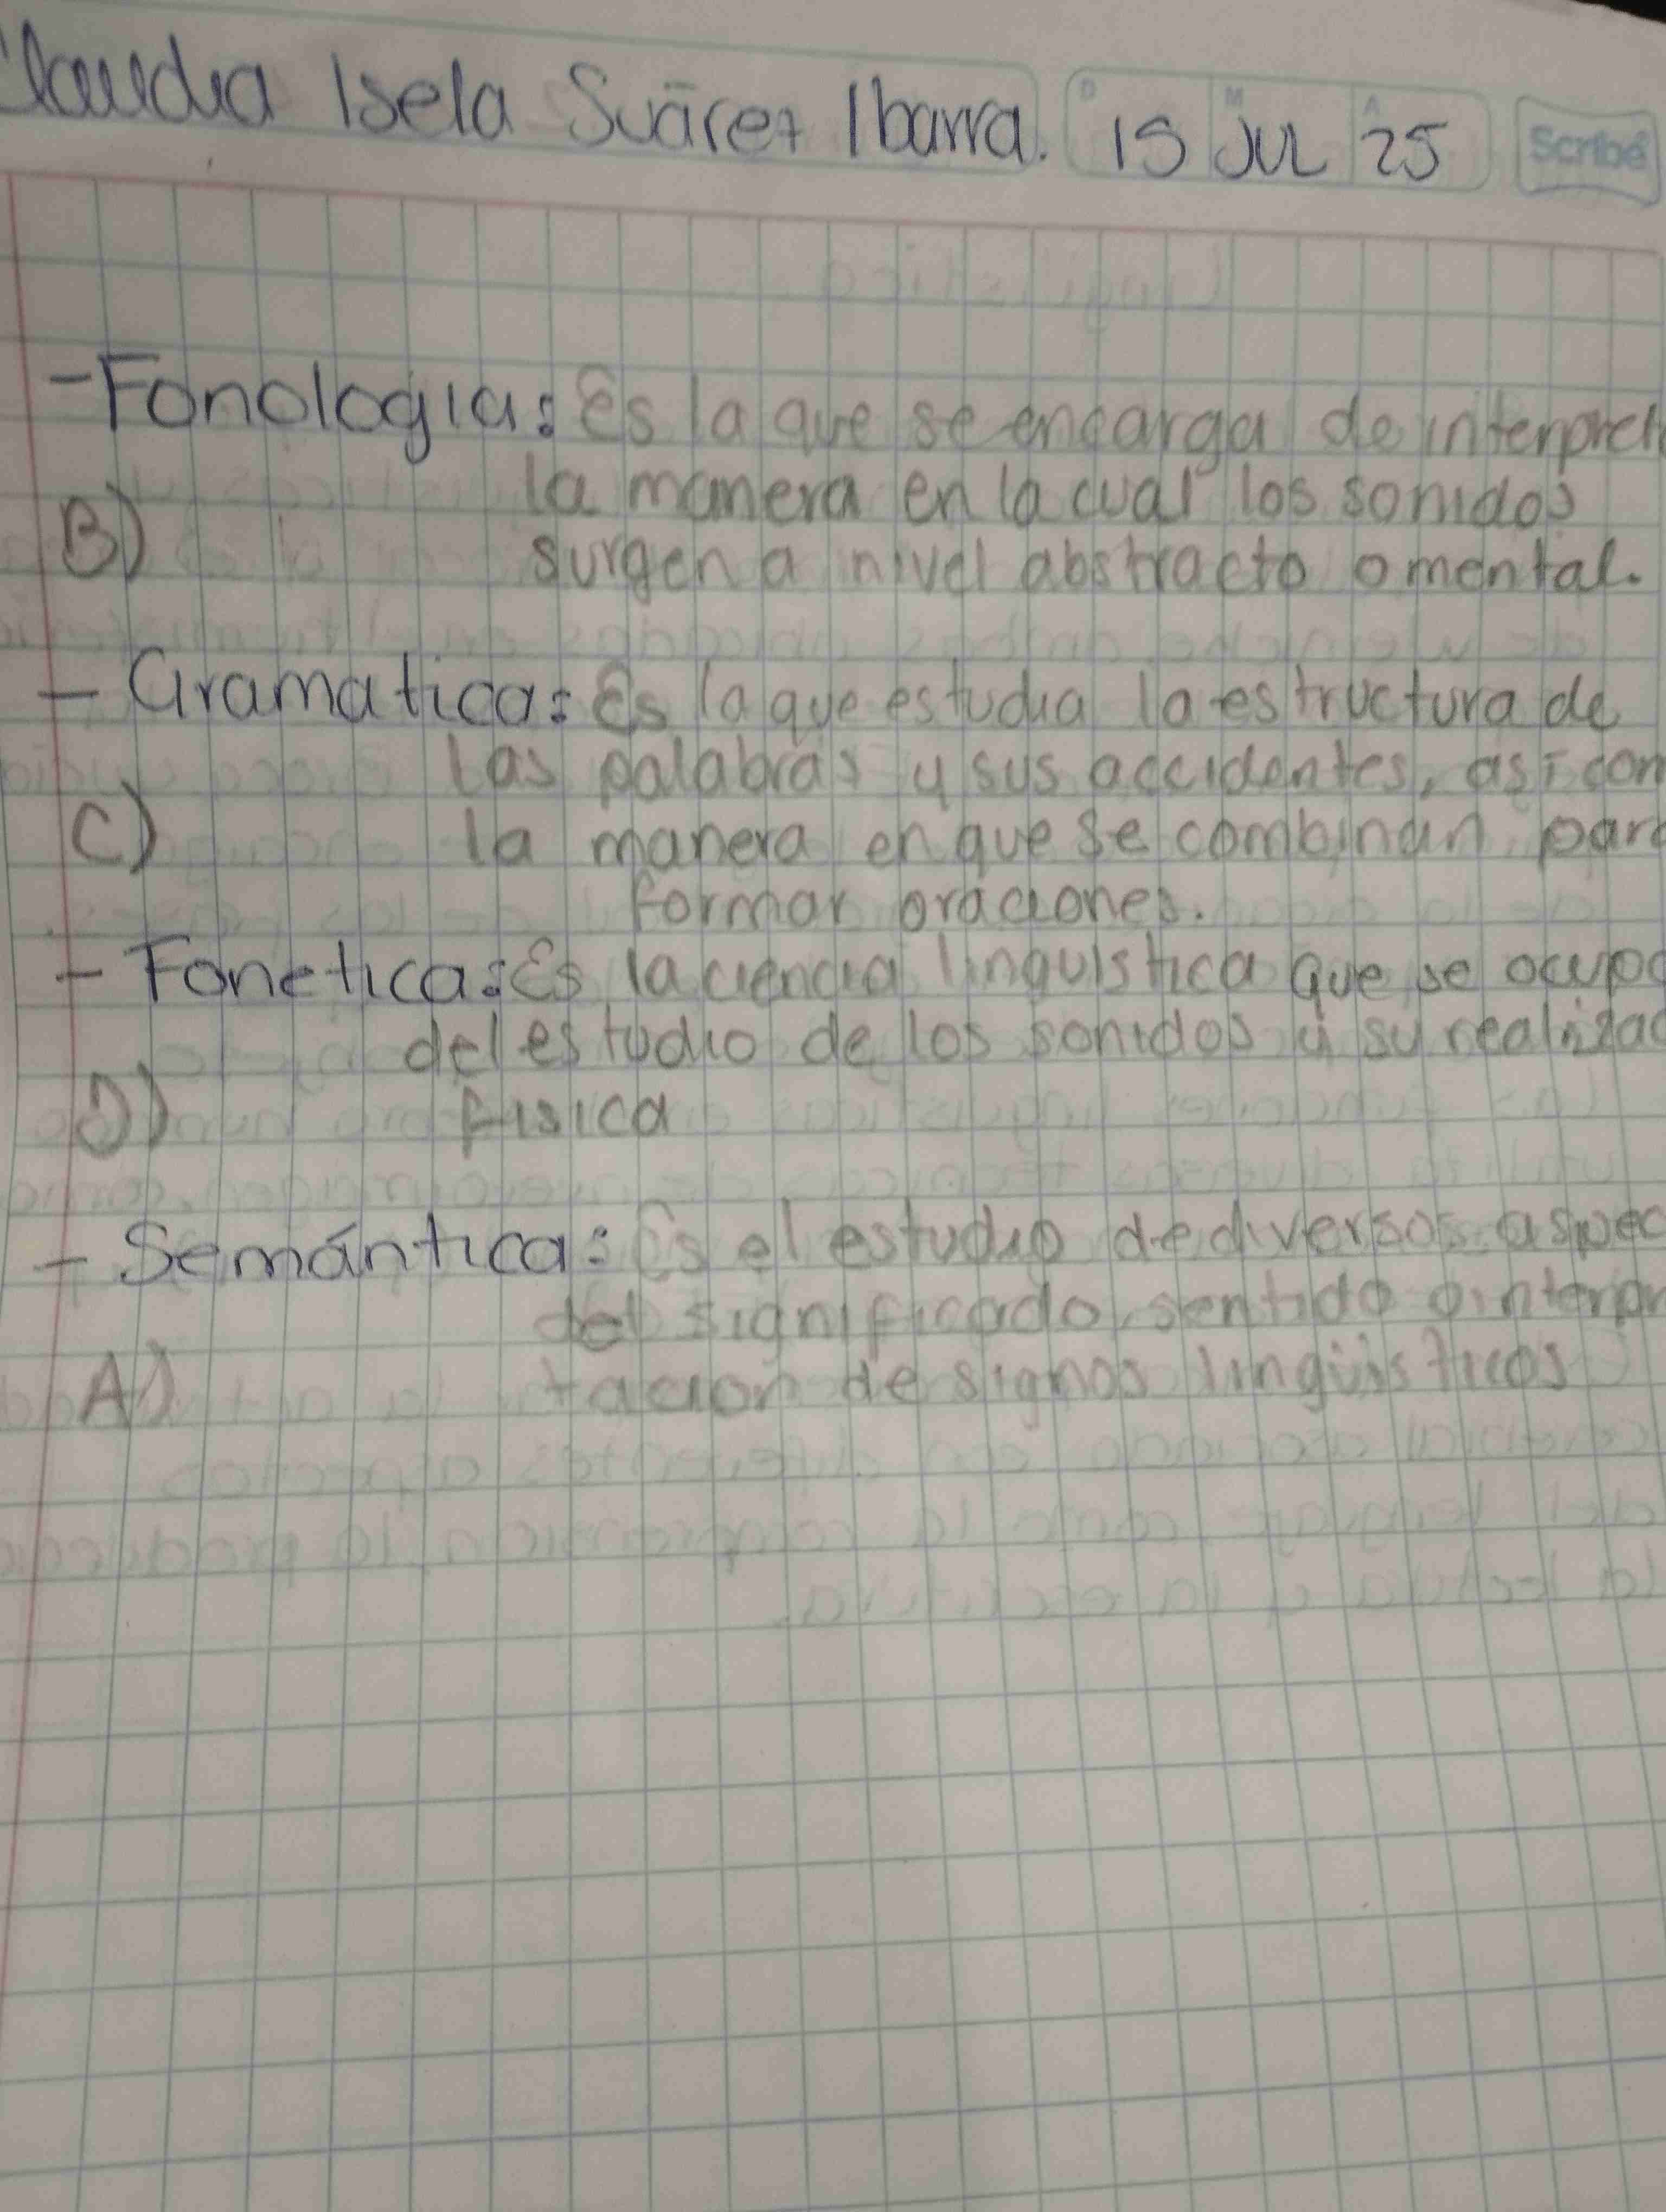 Claudia Isela Suárez Ibarra.
D M A
15 JUL 25
Scribe
- Fonologia: Es la que se encarga de interpret
la manera en la cual los sonidos
B)
surgen a nivel abstracto o mental.
- Gramatica: Es la que estudia la estructura de
las palabras y sus accidentes, así com
C)
la manera en que se combinan para
formar oraciones.
- Fonetica: Es la ciencia linguistica que se ocupa
del estudio de los sonidos y su realizac
D)
fisica
- Semántica: Es el estudio de diversos aspec
del significado, sentido o interpr
A)
tacion de signos lingüisticos